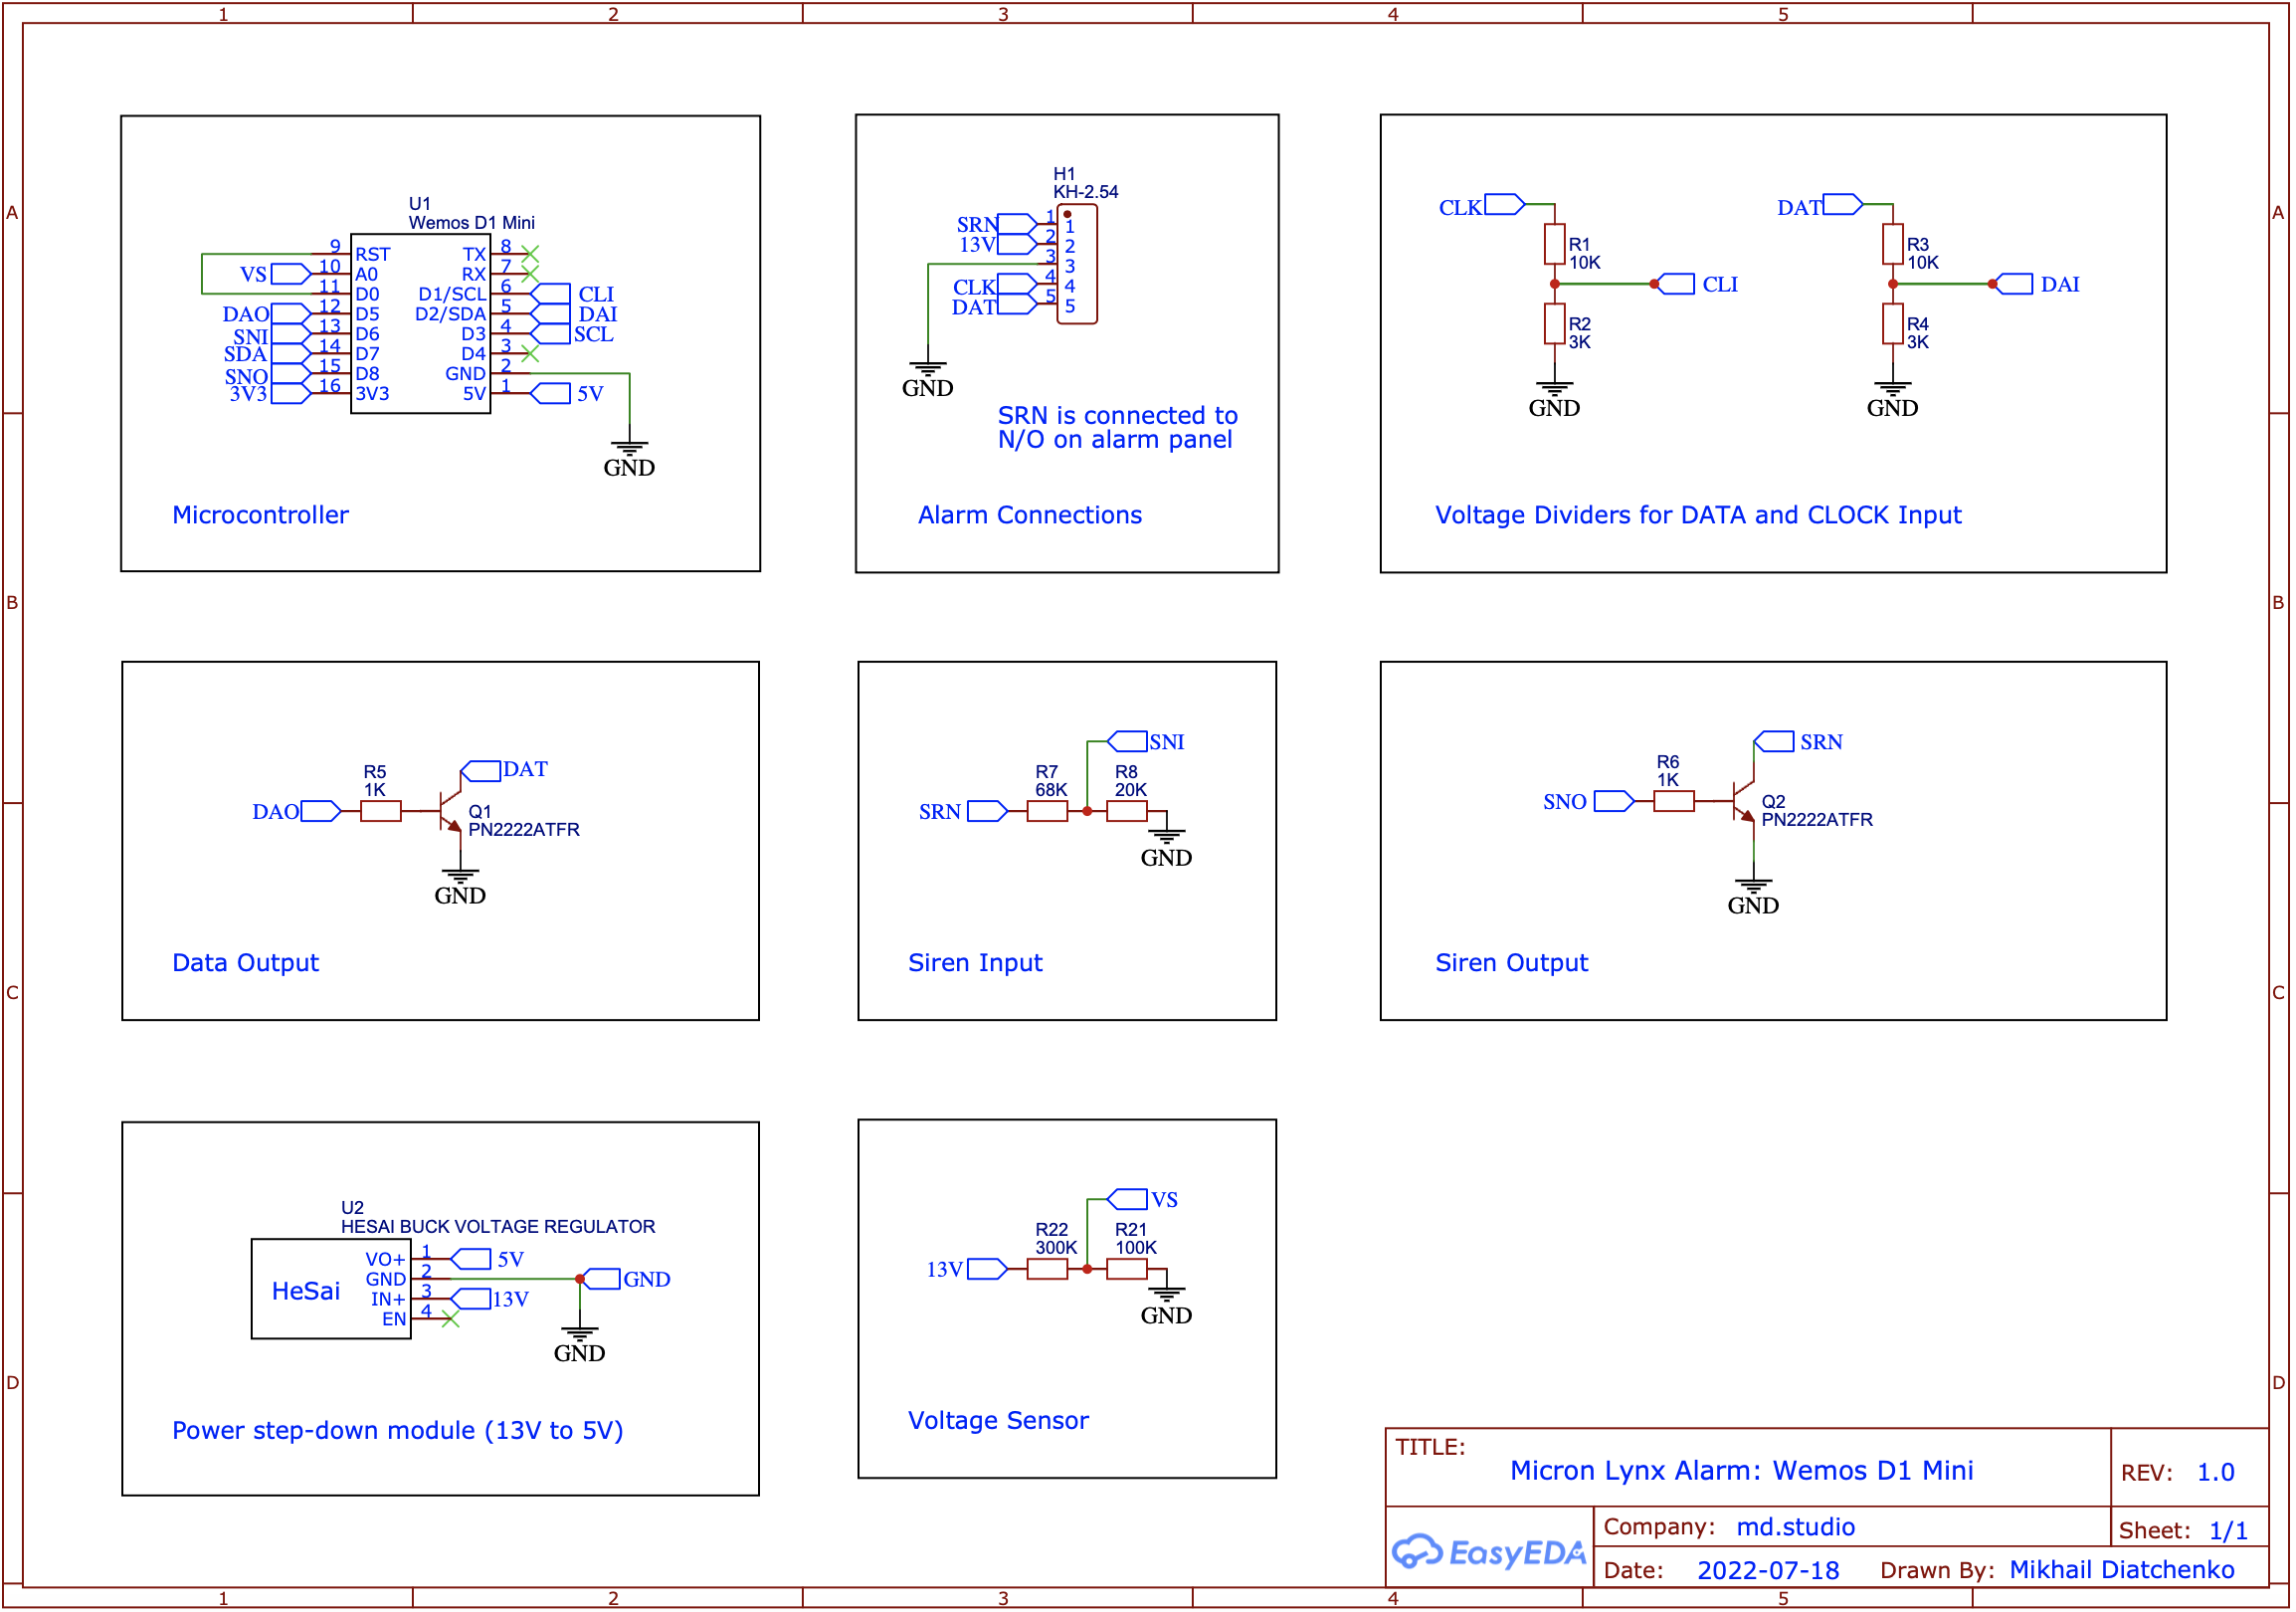 1 2 3 4 5
A A
B B
C C
D D
U1
Wemos D1 Mini
9 RST TX 8
VS 10 A0 RX 7
11 D0 D1/SCL 6 CLI
DAO 12 D5 D2/SDA 5 DAI
SNI 13 D6 D3 4 SCL
SDA 14 D7 D4 3
SNO 15 D8 GND 2
3V3 16 3V3 5V 1 5V
GND
Microcontroller
H1
KH-2.54
SRN 1 1
13V 2 2
3 3
CLK 4 4
DAT 5 5
GND
SRN is connected to
N/O on alarm panel
Alarm Connections
CLK DAT
R1 R3
10K 10K
CLI DAI
R2 R4
3K 3K
GND GND
Voltage Dividers for DATA and CLOCK Input
DAT
R5
1K
DAO Q1
PN2222ATFR
GND
Data Output
SNI
R7 R8
68K 20K
SRN
GND
Siren Input
SRN
R6
1K
SNO Q2
PN2222ATFR
GND
Siren Output
U2
HESAI BUCK VOLTAGE REGULATOR
VO+ 1 5V
GND 2 GND
HeSai
IN+ 3 13V
EN 4
GND
Power step-down module (13V to 5V)
VS
R22 R21
300K 100K
13V
GND
Voltage Sensor
TITLE:
Micron Lynx Alarm: Wemos D1 Mini
REV: 1.0
EasyEDA
Company: md.studio
Sheet: 1/1
Date: 2022-07-18 Drawn By: Mikhail Diatchenko
1 2 3 4 5